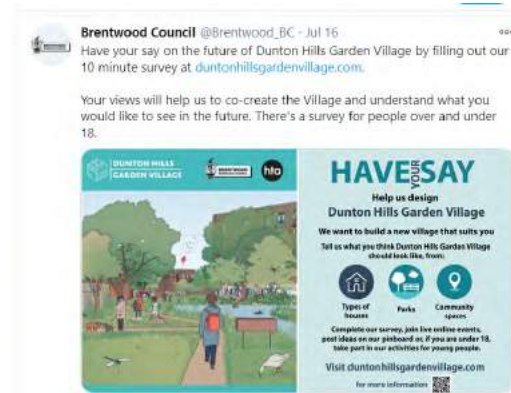 Brentwood Council @Brentwood_BC · Jul 16
Have your say on the future of Dunton Hills Garden Village by filling out our
10 minute survey at duntonhillsgardenvillage.com.
Your views will help us to co-create the Village and understand what you
would like to see in the future. There's a survey for people over and under
18.
DUNTON HILLS
GARDEN VILLAGE
BRENTWOOD
hta
HAVE YOUR SAY
Help us design
Dunton Hills Garden Village
We want to build a new village that suits you
Tell us what you think Dunton Hills Garden Village
should look like, from:
Types of
houses
Parks
Community
spaces
Complete our survey, join live online events,
post ideas on our pinboard or, if you are under 18,
take part in our activities for young people.
Visit duntonhillsgardenvillage.com
for more information